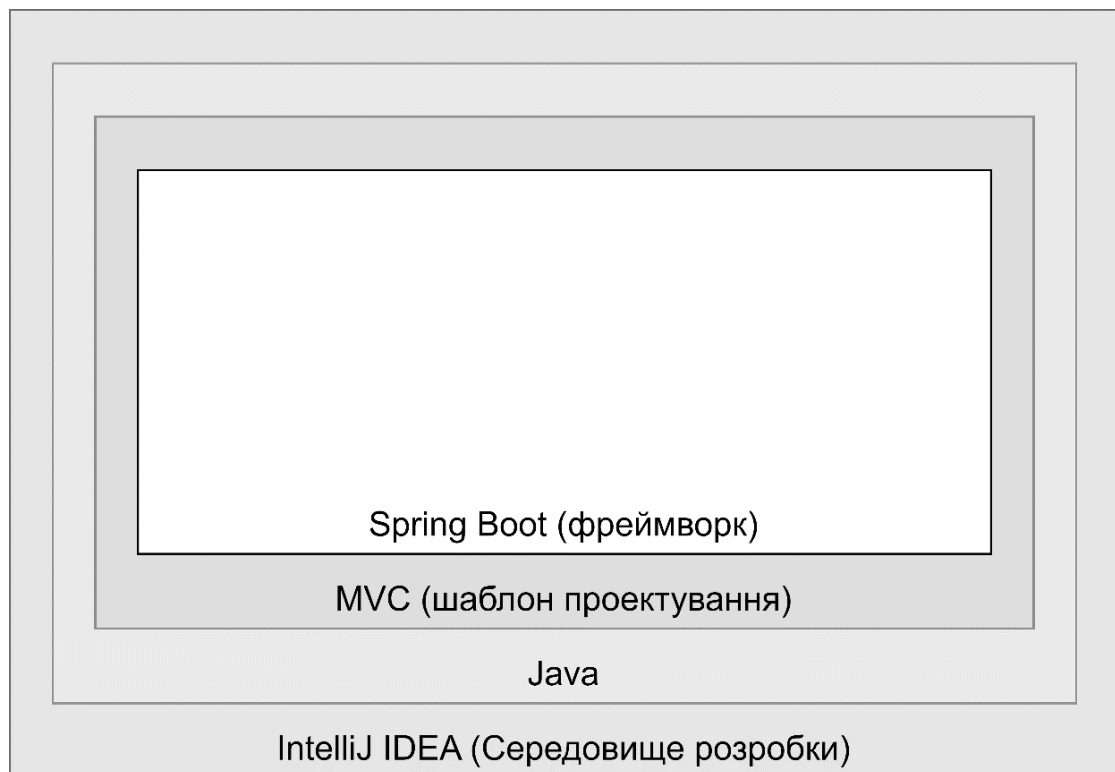 Spring Boot (фреймворк)
MVC (шаблон проектування)
Java
IntelliJ IDEA (Середовище розробки)